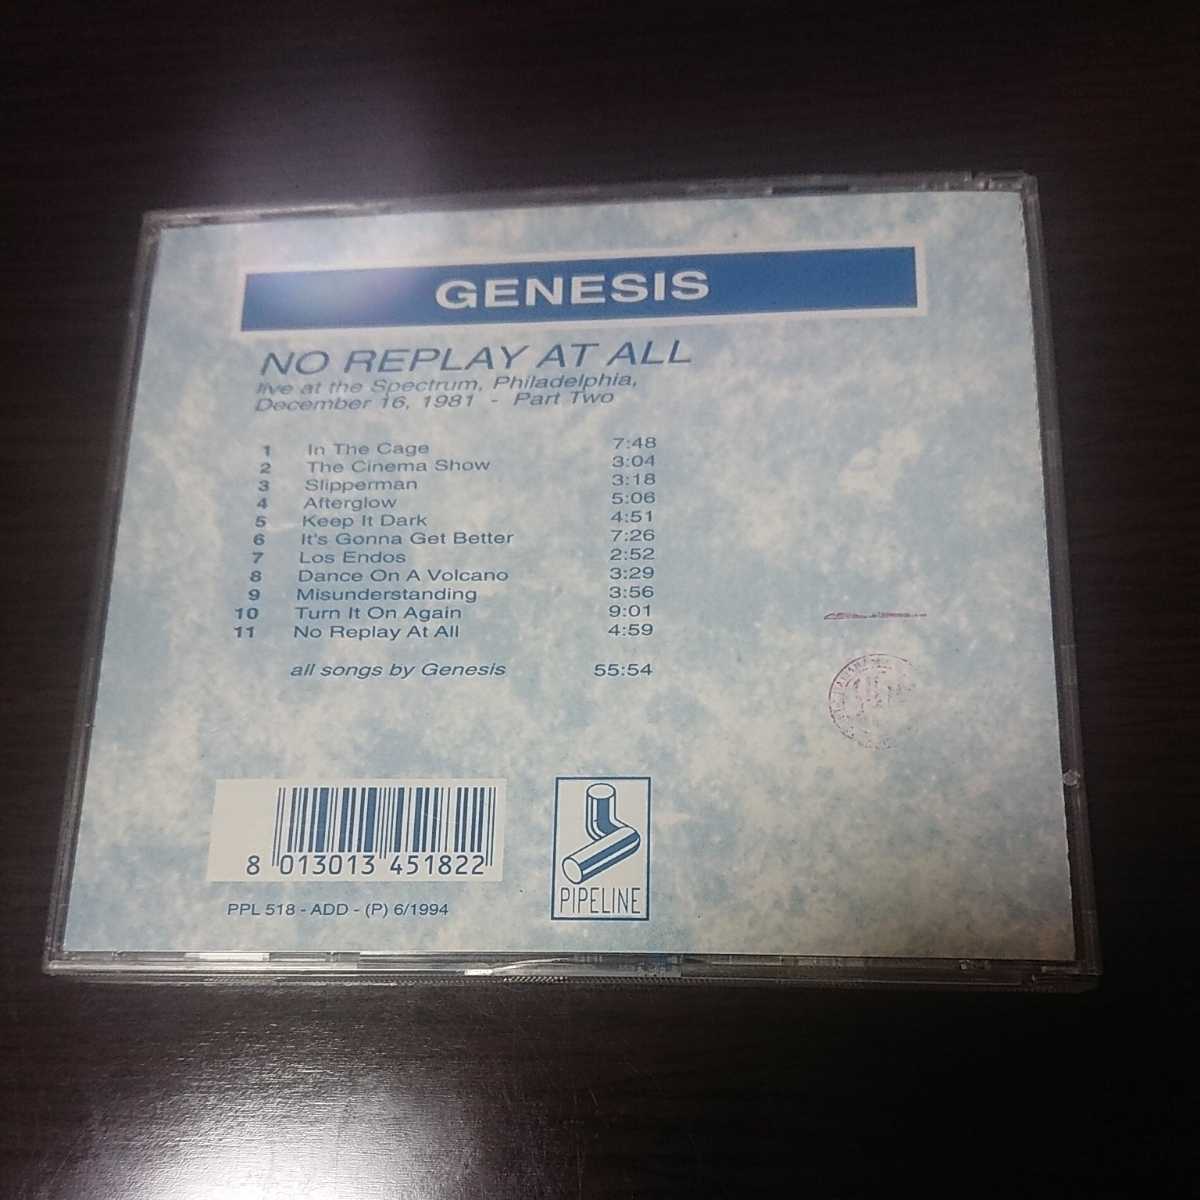 GENESIS
NO REPLAY AT ALL
live at the Spectrum, Philadelphia,
December 16, 1981 - Part Two
1 In The Cage 7:48
2 The Cinema Show 3:04
3 Slipperman 3:18
4 Afterglow 5:06
5 Keep It Dark 4:51
6 It's Gonna Get Better 7:26
7 Los Endos 2:52
8 Dance On A Volcano 3:29
9 Misunderstanding 3:56
10 Turn It On Again 9:01
11 No Replay At All 4:59
all songs by Genesis 55:54
8 013013 451822
PIPELINE
PPL 518 - ADD - (P) 6/1994